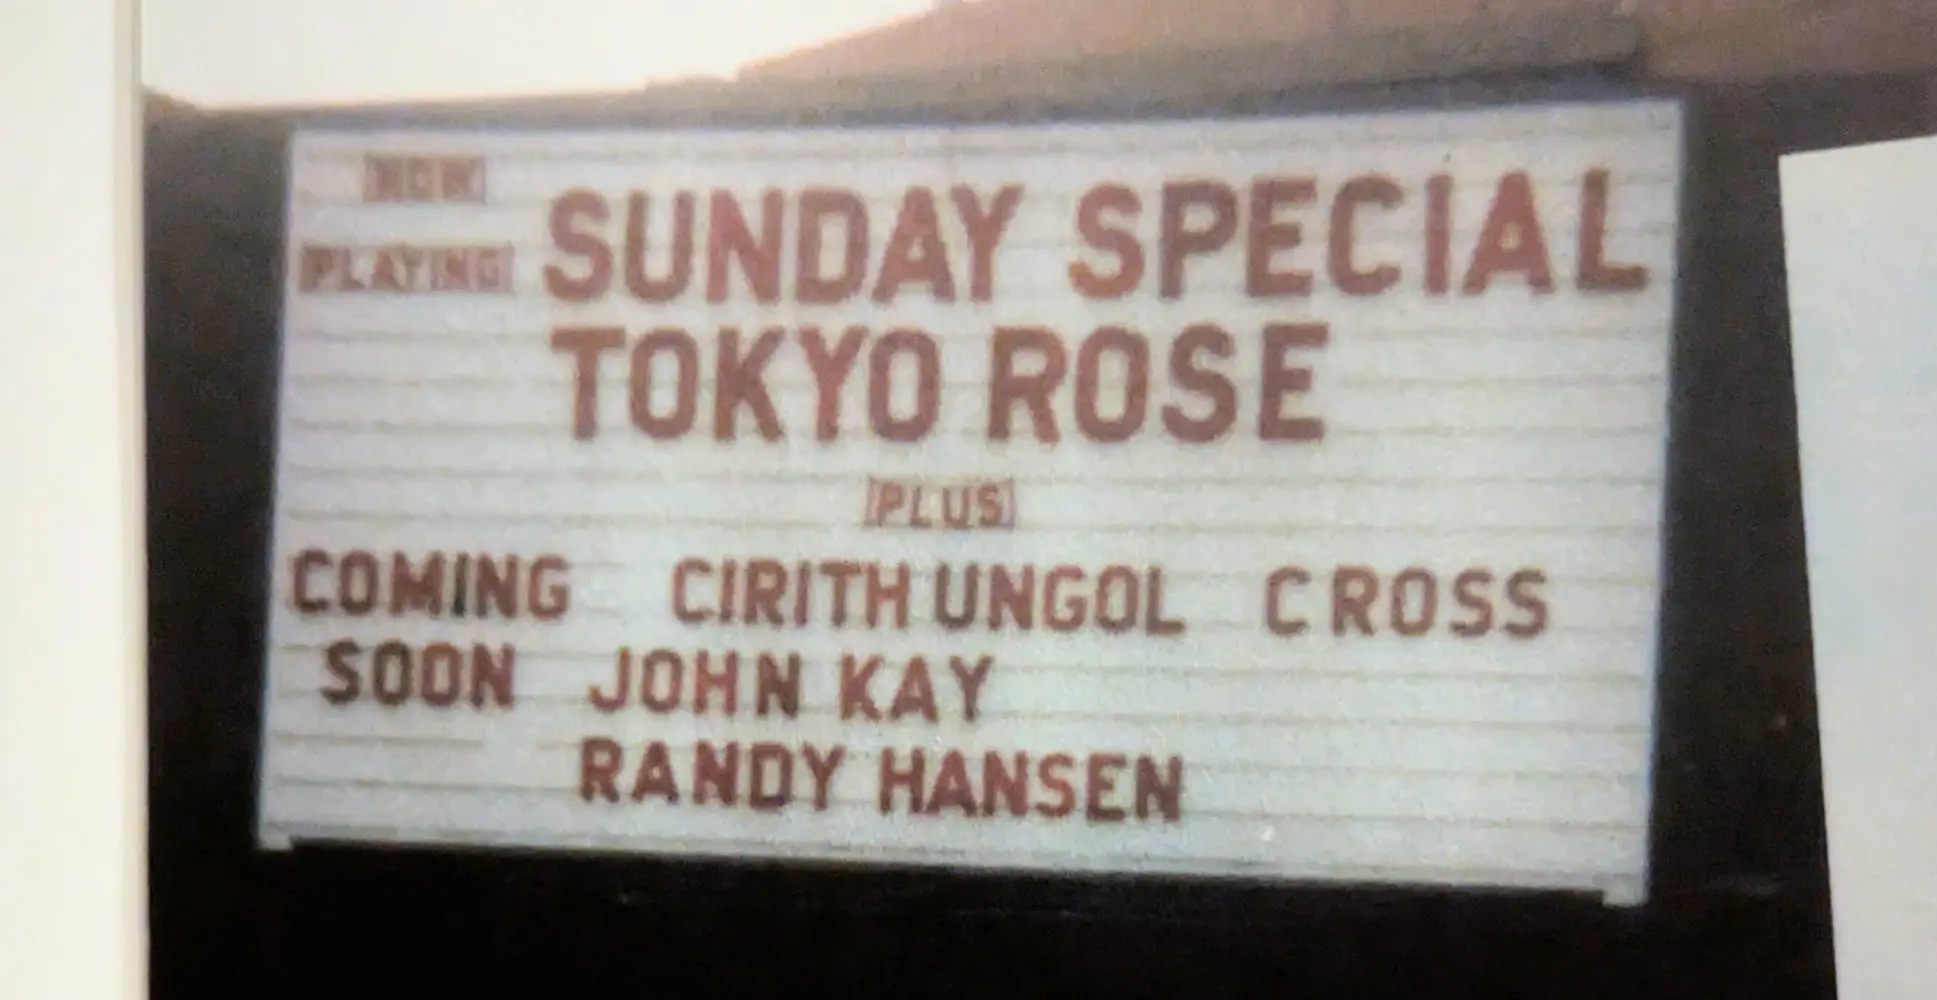 NOW
PLAYING SUNDAY SPECIAL
TOKYO ROSE
PLUS
COMING CIRITH UNGOL CROSS
SOON JOHN KAY
RANDY HANSEN